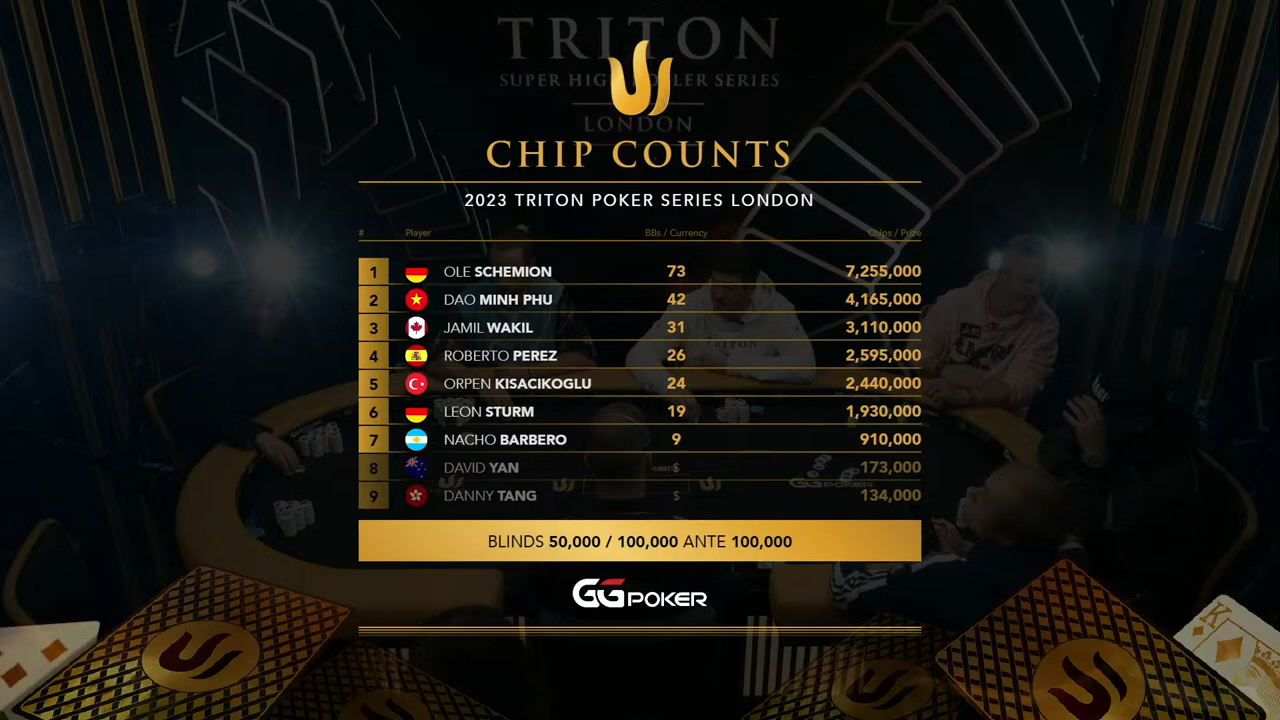 TRITON
SUPER HIGH ROLLER SERIES
LONDON
CHIP COUNTS
2023 TRITON POKER SERIES LONDON
# Player BBs / Currency Chips / Prize
1 OLE SCHEMION 73 7,255,000
2 DAO MINH PHU 42 4,165,000
3 JAMIL WAKIL 31 3,110,000
4 ROBERTO PEREZ 26 2,595,000
5 ORPEN KISACIKOGLU 24 2,440,000
6 LEON STURM 19 1,930,000
7 NACHO BARBERO 9 910,000
8 DAVID YAN $ 173,000
9 DANNY TANG $ 134,000
BLINDS 50,000 / 100,000 ANTE 100,000
GGPOKER
K